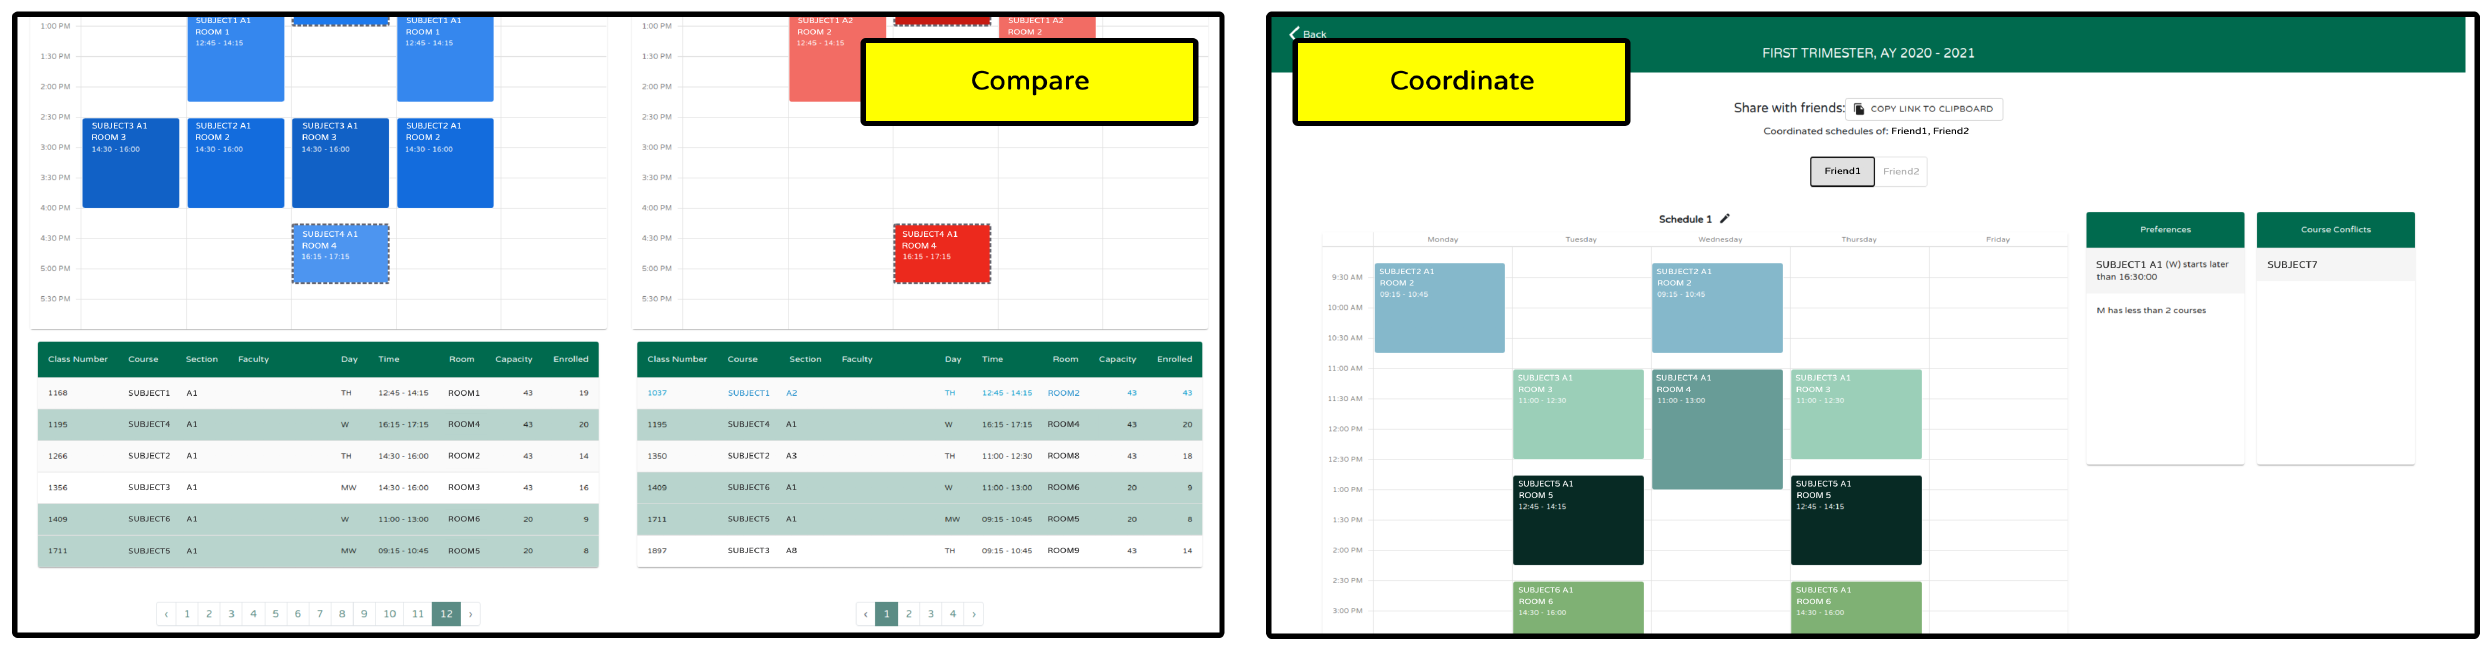 1:00 PM
1:30 PM
2:00 PM
2:30 PM
3:00 PM
3:30 PM
4:00 PM
4:30 PM
5:00 PM
5:30 PM
SUBJECT1 A1
ROOM 1
12:45 - 14:15
SUBJECT1 A1
ROOM 1
12:45 - 14:15
SUBJECT3 A1
ROOM 3
14:30 - 16:00
SUBJECT2 A1
ROOM 2
14:30 - 16:00
SUBJECT3 A1
ROOM 3
14:30 - 16:00
SUBJECT2 A1
ROOM 2
14:30 - 16:00
SUBJECT4 A1
ROOM 4
16:15 - 17:15
Class Number Course Section Faculty Day Time Room Capacity Enrolled
1168 SUBJECT1 A1 TH 12:45 - 14:15 ROOM1 43 19
1195 SUBJECT4 A1 W 16:15 - 17:15 ROOM4 43 20
1266 SUBJECT2 A1 TH 14:30 - 16:00 ROOM2 43 14
1356 SUBJECT3 A1 MW 14:30 - 16:00 ROOM3 43 16
1409 SUBJECT6 A1 W 11:00 - 13:00 ROOM6 20 9
1711 SUBJECT5 A1 MW 09:15 - 10:45 ROOM5 20 8
‹ 1 2 3 4 5 6 7 8 9 10 11 12 ›
1:00 PM
1:30 PM
2:00 PM
2:30 PM
3:00 PM
3:30 PM
4:00 PM
4:30 PM
5:00 PM
5:30 PM
SUBJECT1 A2
ROOM 2
12:45 - 14:15
SUBJECT1 A2
ROOM 2
Compare
SUBJECT4 A1
ROOM 4
16:15 - 17:15
Class Number Course Section Faculty Day Time Room Capacity Enrolled
1037 SUBJECT1 A2 TH 12:45 - 14:15 ROOM2 43 43
1195 SUBJECT4 A1 W 16:15 - 17:15 ROOM4 43 20
1350 SUBJECT2 A3 TH 11:00 - 12:30 ROOM8 43 18
1409 SUBJECT6 A1 W 11:00 - 13:00 ROOM6 20 9
1711 SUBJECT5 A1 MW 09:15 - 10:45 ROOM5 20 8
1897 SUBJECT3 A8 TH 09:15 - 10:45 ROOM9 43 14
‹ 1 2 3 4 ›
Back
FIRST TRIMESTER, AY 2020 - 2021
Coordinate
Share with friends: COPY LINK TO CLIPBOARD
Coordinated schedules of: Friend1, Friend2
Friend1 Friend2
Schedule 1
Monday Tuesday Wednesday Thursday Friday
9:30 AM
10:00 AM
10:30 AM
11:00 AM
11:30 AM
12:00 PM
12:30 PM
1:00 PM
1:30 PM
2:00 PM
2:30 PM
3:00 PM
SUBJECT2 A1
ROOM 2
09:15 - 10:45
SUBJECT2 A1
ROOM 2
09:15 - 10:45
SUBJECT3 A1
ROOM 3
11:00 - 12:30
SUBJECT4 A1
ROOM 4
11:00 - 13:00
SUBJECT3 A1
ROOM 3
11:00 - 12:30
SUBJECT5 A1
ROOM 5
12:45 - 14:15
SUBJECT5 A1
ROOM 5
12:45 - 14:15
SUBJECT6 A1
ROOM 6
14:30 - 16:00
SUBJECT6 A1
ROOM 6
14:30 - 16:00
Preferences
SUBJECT1 A1 (W) starts later
than 16:30:00
M has less than 2 courses
Course Conflicts
SUBJECT7